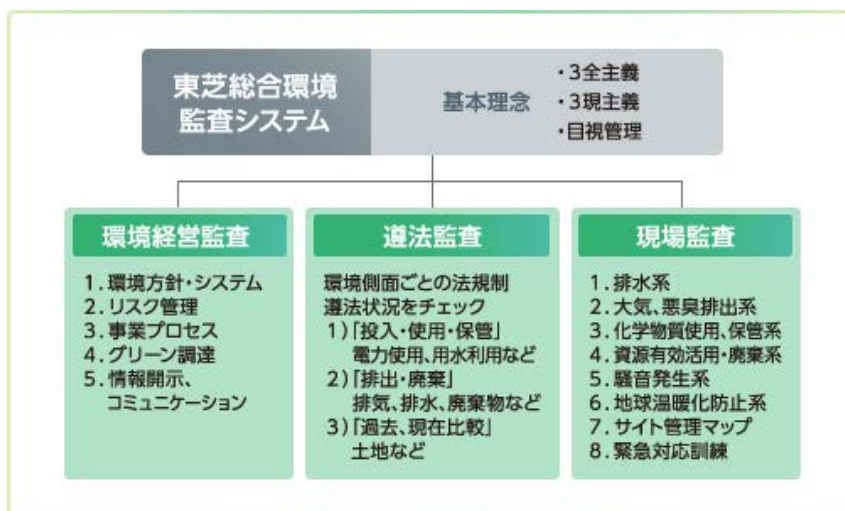 東芝総合環境
監査システム
基本理念
・3全主義
・3現主義
・目視管理
環境経営監査
1.環境方針・システム
2.リスク管理
3.事業プロセス
4.グリーン調達
5.情報開示、
コミュニケーション
遵法監査
環境側面ごとの法規制
遵法状況をチェック
1)「投入・使用・保管」
電力使用、用水利用など
2)「排出・廃棄」
排気、排水、廃棄物など
3)「過去、現在比較」
土地など
現場監査
1.排水系
2.大気、悪臭排出系
3.化学物質使用、保管系
4.資源有効活用・廃棄系
5.騒音発生系
6.地球温暖化防止系
7.サイト管理マップ
8.緊急対応訓練